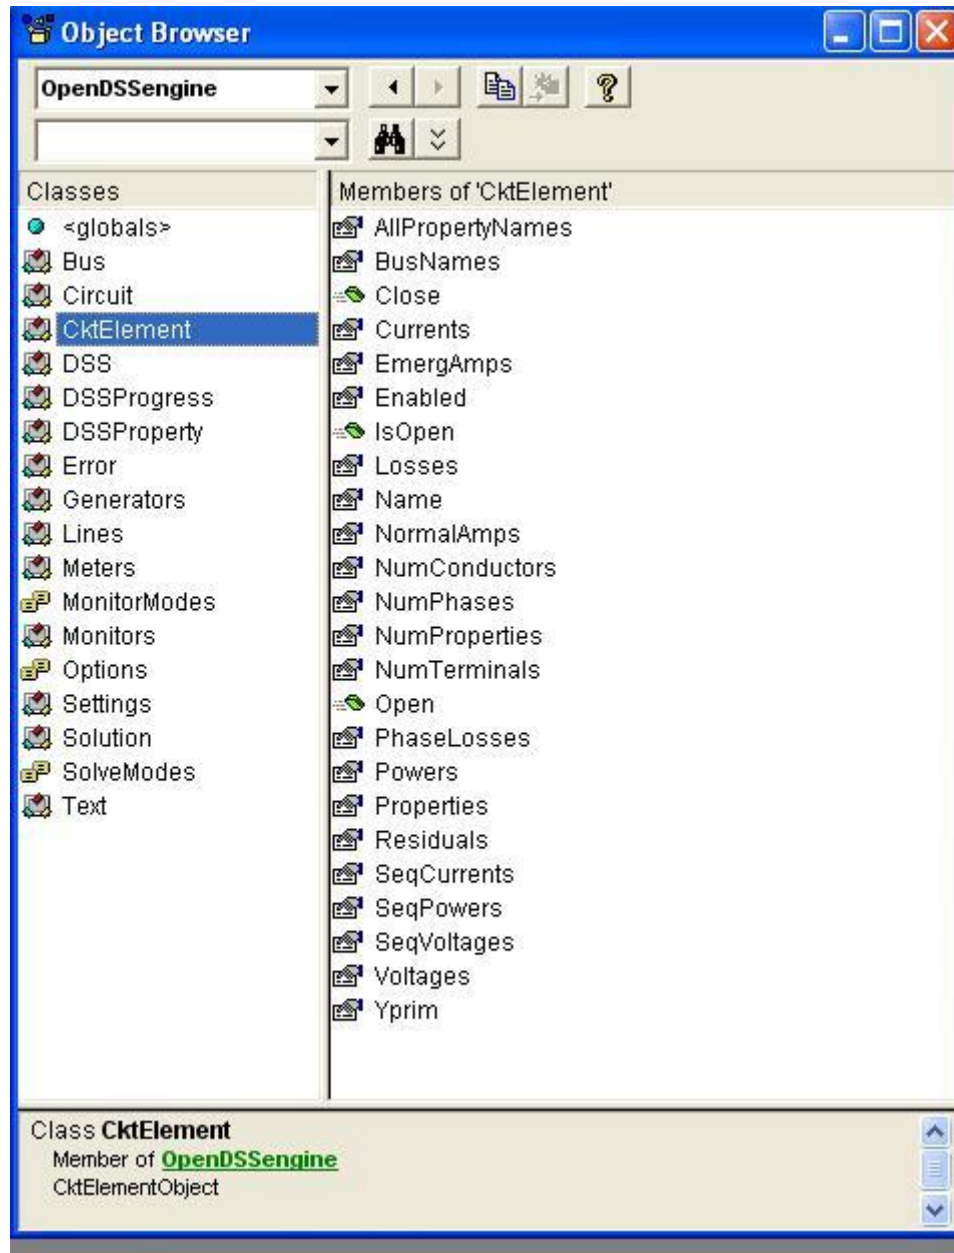 Object Browser
OpenDSSengine
Classes
Members of 'CktElement'
<globals>
Bus
Circuit
CktElement
DSS
DSSProgress
DSSProperty
Error
Generators
Lines
Meters
MonitorModes
Monitors
Options
Settings
Solution
SolveModes
Text
AllPropertyNames
BusNames
Close
Currents
EmergAmps
Enabled
IsOpen
Losses
Name
NormalAmps
NumConductors
NumPhases
NumProperties
NumTerminals
Open
PhaseLosses
Powers
Properties
Residuals
SeqCurrents
SeqPowers
SeqVoltages
Voltages
Yprim
Class CktElement
Member of OpenDSSengine
CktElementObject